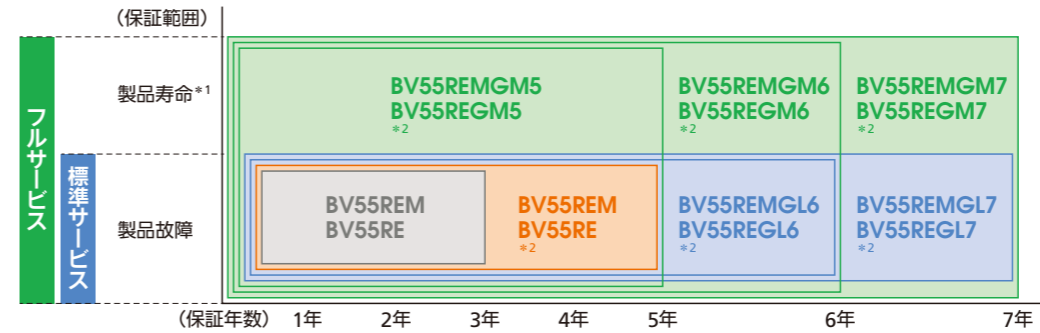 （保証範囲）
フルサービス
標準サービス
製品寿命*1
BV55REMGM5
BV55REGM5
*2
BV55REMGM6
BV55REGM6
*2
BV55REMGM7
BV55REGM7
*2
製品故障
BV55REM
BV55RE
BV55REM
BV55RE
*2
BV55REMGL6
BV55REGL6
*2
BV55REMGL7
BV55REGL7
*2
（保証年数） 1年 2年 3年 4年 5年 6年 7年